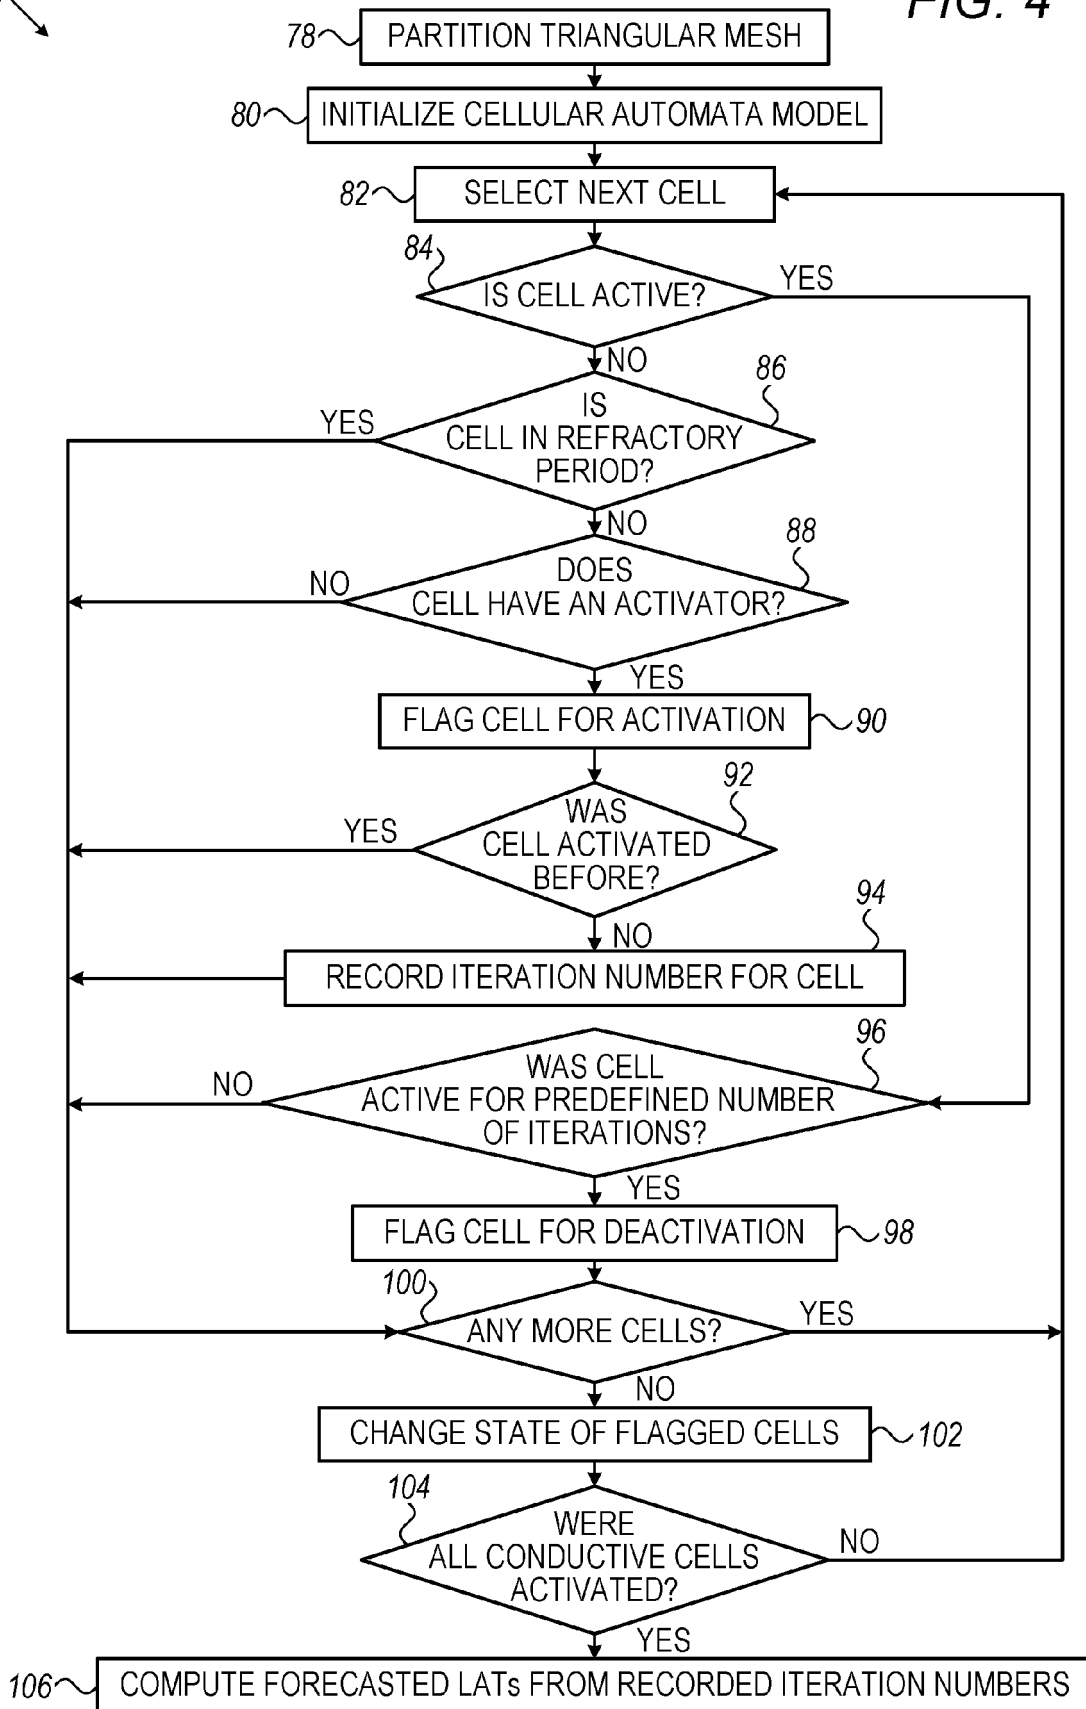 FIG. 4
78 PARTITION TRIANGULAR MESH
80 INITIALIZE CELLULAR AUTOMATA MODEL
82 SELECT NEXT CELL
84
IS CELL ACTIVE?
YES
NO
86
IS
CELL IN REFRACTORY
PERIOD?
YES
NO
88
DOES
CELL HAVE AN ACTIVATOR?
NO
YES
FLAG CELL FOR ACTIVATION 90
92
WAS
CELL ACTIVATED
BEFORE?
YES
NO
94
RECORD ITERATION NUMBER FOR CELL
96
WAS CELL
ACTIVE FOR PREDEFINED NUMBER
OF ITERATIONS?
NO
YES
FLAG CELL FOR DEACTIVATION 98
100
ANY MORE CELLS?
YES
NO
CHANGE STATE OF FLAGGED CELLS 102
104
WERE
ALL CONDUCTIVE CELLS
ACTIVATED?
NO
YES
106 COMPUTE FORECASTED LATs FROM RECORDED ITERATION NUMBERS